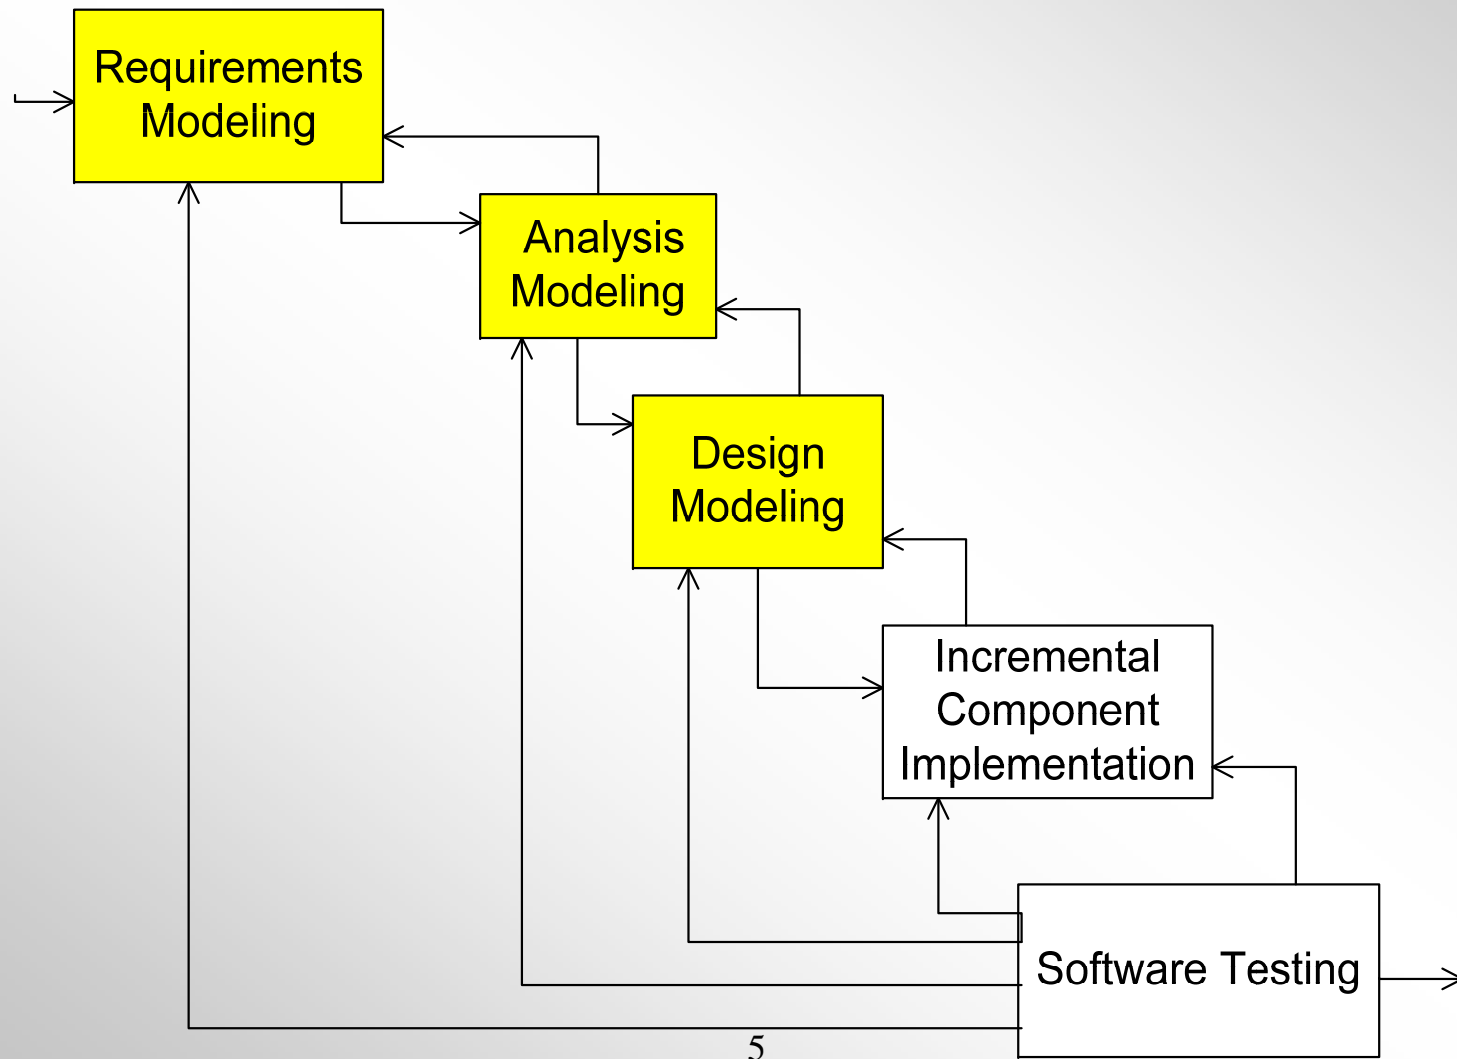 Requirements
Modeling
Analysis
Modeling
Design
Modeling
Incremental
Component
Implementation
Software Testing
5